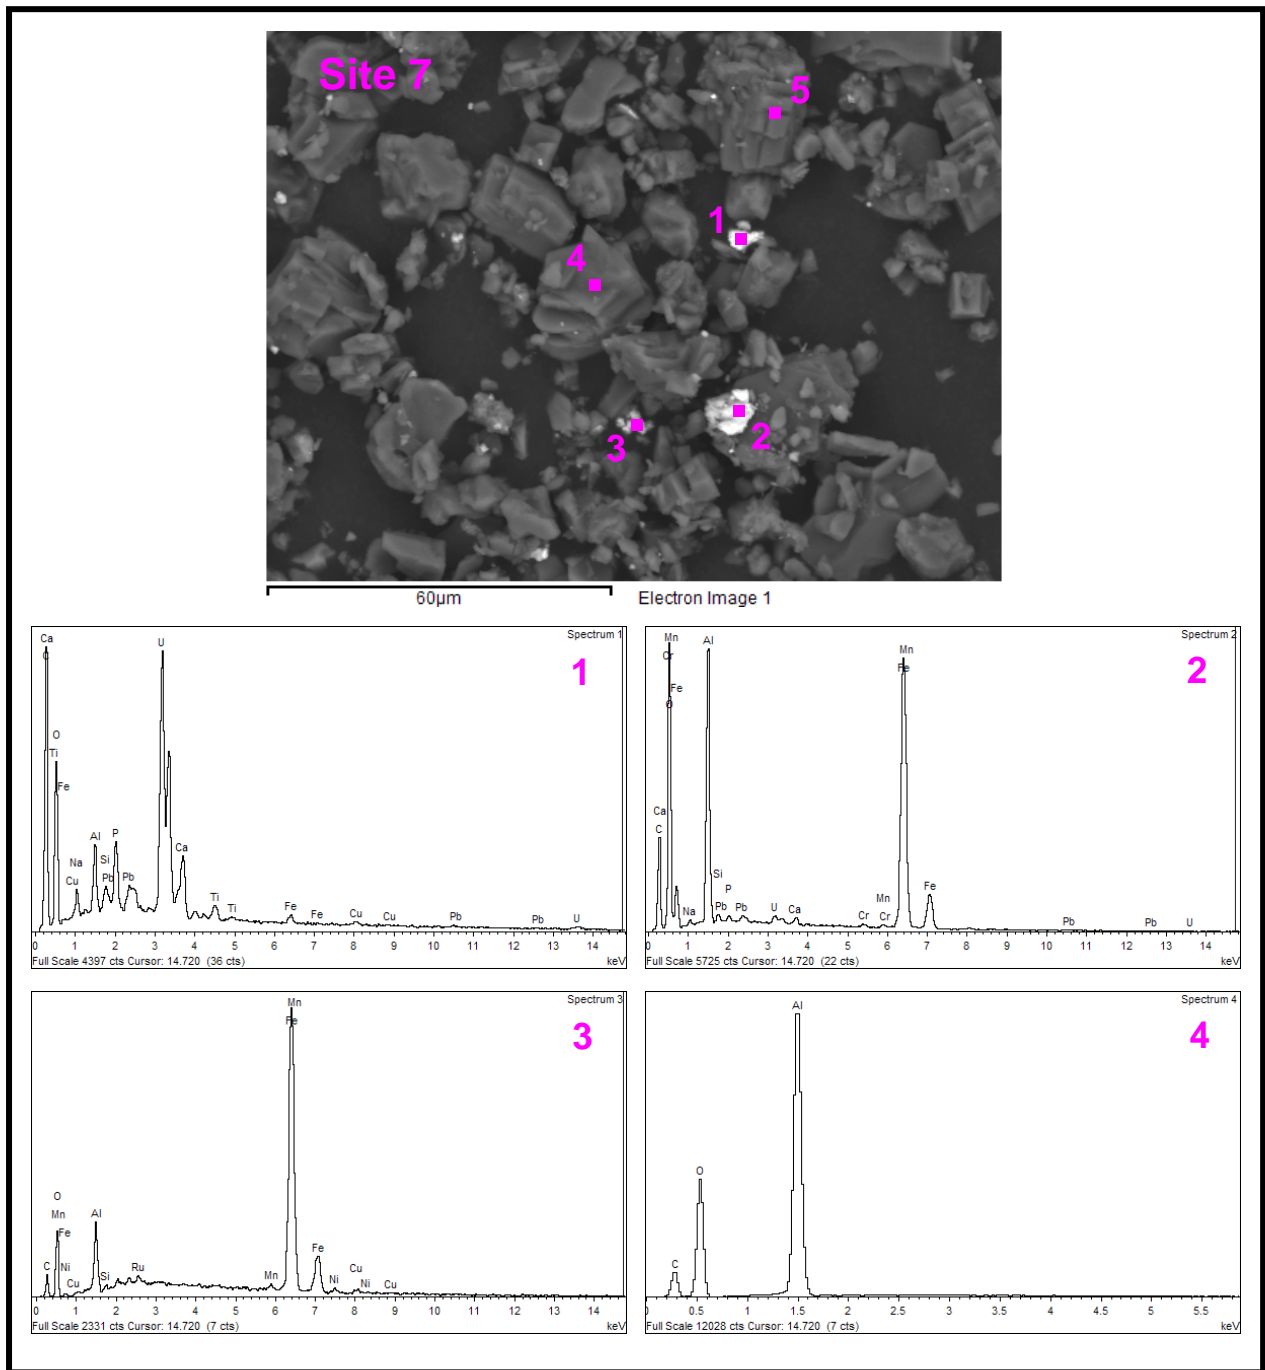 Site 7
5
1
4
3
2
60µm
Electron Image 1
Spectrum 1
1
Ca
C
U
O
Ti
Fe
Na
Cu
Al
Si
Pb
P
Pb
Ca
Ti
Ti
Fe
Fe
Cu
Cu
Pb
Pb
U
0 1 2 3 4 5 6 7 8 9 10 11 12 13 14
Full Scale 4397 cts Cursor: 14.720 (36 cts)
keV
Spectrum 2
2
Mn
Cr
Fe
O
Al
Ca
C
Na
Si
Pb
P
Pb
U
Ca
Cr
Mn
Cr
Mn
Fe
Fe
Pb
Pb
U
0 1 2 3 4 5 6 7 8 9 10 11 12 13 14
Full Scale 5725 cts Cursor: 14.720 (22 cts)
keV
Spectrum 3
3
Mn
Fe
O
Mn
Fe
C
Ni
Cu
Al
Si
Ru
Mn
Fe
Ni
Cu
Ni
Cu
0 1 2 3 4 5 6 7 8 9 10 11 12 13 14
Full Scale 2331 cts Cursor: 14.720 (7 cts)
keV
Spectrum 4
4
Al
O
C
0 0.5 1 1.5 2 2.5 3 3.5 4 4.5 5 5.5
Full Scale 12028 cts Cursor: 14.720 (7 cts)
keV